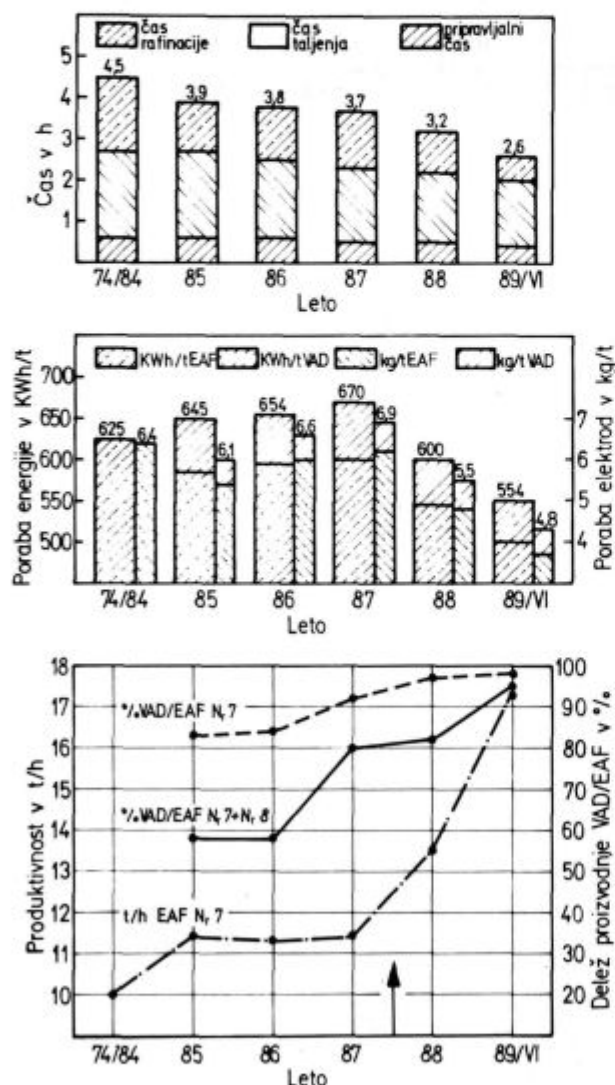 čas rafinacije
čas taljenja
pripravljalni čas
Čas v h
5
4
3
2
1
4,5
3,9
3,8
3,7
3,2
2,6
74/84 85 86 87 88 89/VI
Leto
KWh/tEAF KWh/tVAD kg/tEAF kg/tVAD
Poraba energije v KWh/t
700
650
600
550
500
625 6,4
645 6,1
654 6,6
670 6,9
600 5,5
554 4,8
7
6
5
4
Poraba elektrod v kg/t
74/84 85 86 87 88 89/VI
Leto
Produktivnost v t/h
18
17
16
15
14
13
12
11
10
%VAD/EAF Nr 7
%VAD/EAF Nr 7+Nr 8
t/h EAF Nr 7
100
90
80
70
60
50
40
30
20
Delež proizvodnje VAD/EAF v %
74/84 85 86 87 88 89/VI
Leto